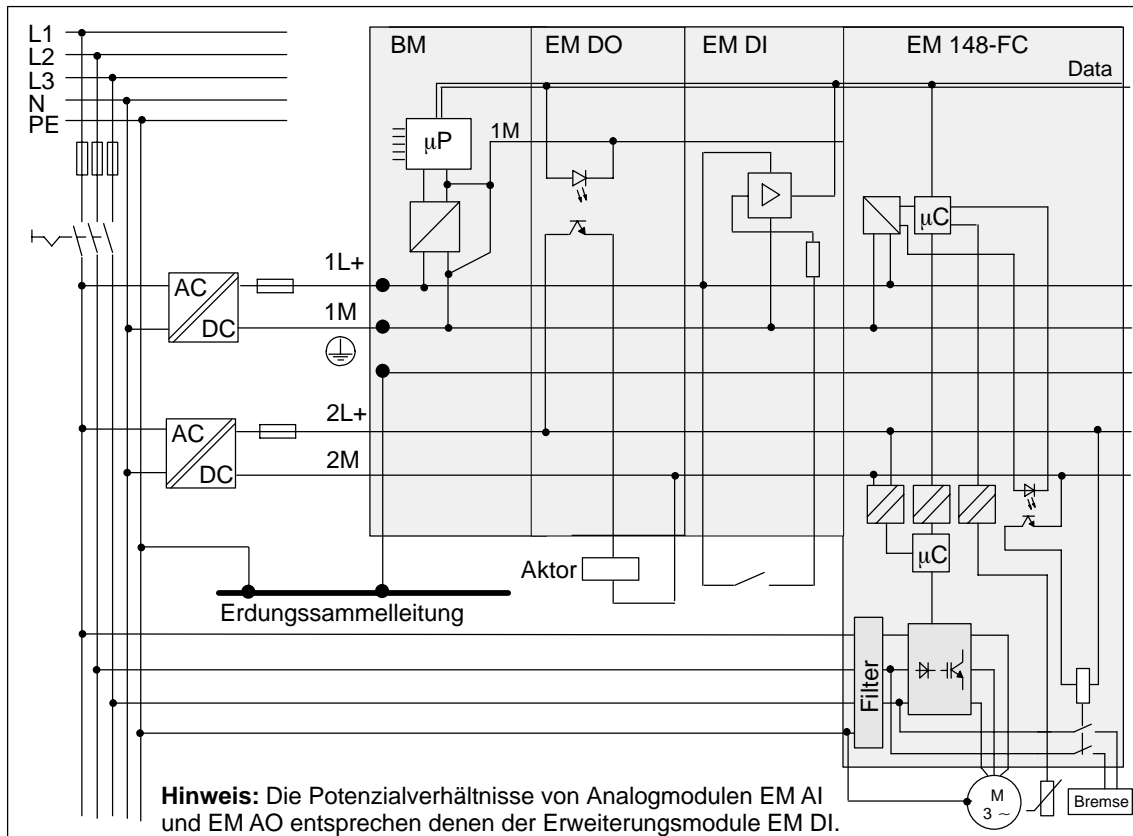 L1
L2
L3
N
PE
BM
EM DO
EM DI
EM 148-FC
Data
µP
1M
µC
1L+
AC
DC
1M
2L+
AC
DC
2M
µC
Aktor
Erdungssammelleitung
Filter
M
3 ~
Bremse
Hinweis: Die Potenzialverhältnisse von Analogmodulen EM AI
und EM AO entsprechen denen der Erweiterungsmodule EM DI.